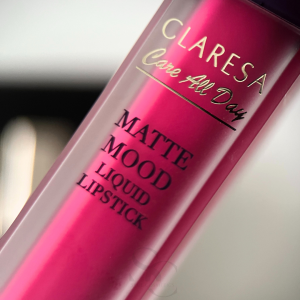 CLARESA
Care All Day
MATTE
MOOD
LIQUID
LIPSTICK